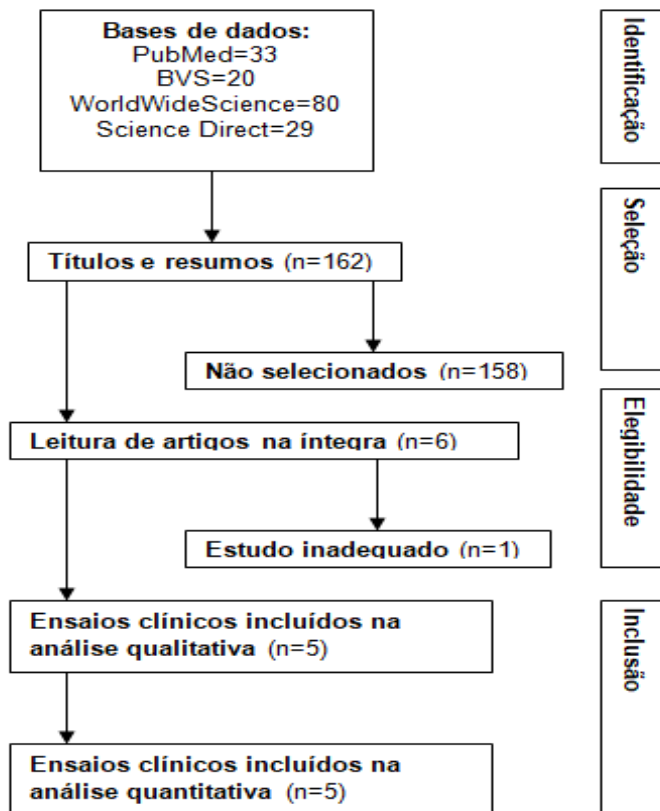 Bases de dados:
PubMed=33
BVS=20
WorldWideScience=80
Science Direct=29
Identificação
Títulos e resumos (n=162)
Seleção
Não selecionados (n=158)
Leitura de artigos na íntegra (n=6)
Elegibilidade
Estudo inadequado (n=1)
Ensaios clínicos incluídos na
análise qualitativa (n=5)
Inclusão
Ensaios clínicos incluídos na
análise quantitativa (n=5)